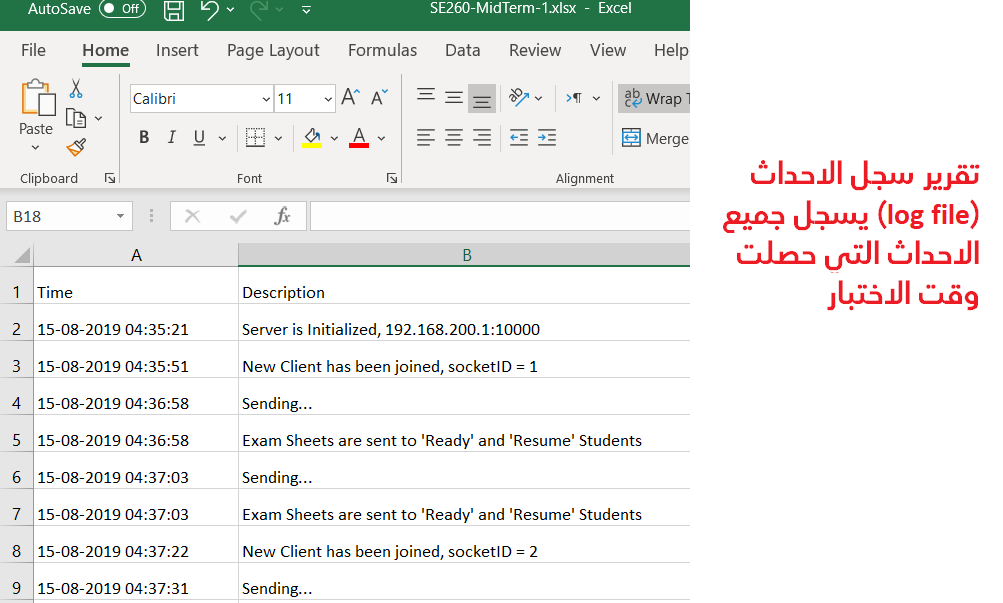 AutoSave Off SE260-MidTerm-1.xlsx - Excel
File Home Insert Page Layout Formulas Data Review View Help
Calibri 11 Wrap
Paste B I U A Merge
Clipboard Font Alignment
B18 fx
A B
1 Time Description
2 15-08-2019 04:35:21 Server is Initialized, 192.168.200.1:10000
3 15-08-2019 04:35:51 New Client has been joined, socketID = 1
4 15-08-2019 04:36:58 Sending...
5 15-08-2019 04:36:58 Exam Sheets are sent to 'Ready' and 'Resume' Students
6 15-08-2019 04:37:03 Sending...
7 15-08-2019 04:37:03 Exam Sheets are sent to 'Ready' and 'Resume' Students
8 15-08-2019 04:37:22 New Client has been joined, socketID = 2
9 15-08-2019 04:37:31 Sending...
تقرير سجل الاحداث
(log file) يسجل جميع
الاحداث التي حصلت
وقت الاختبار